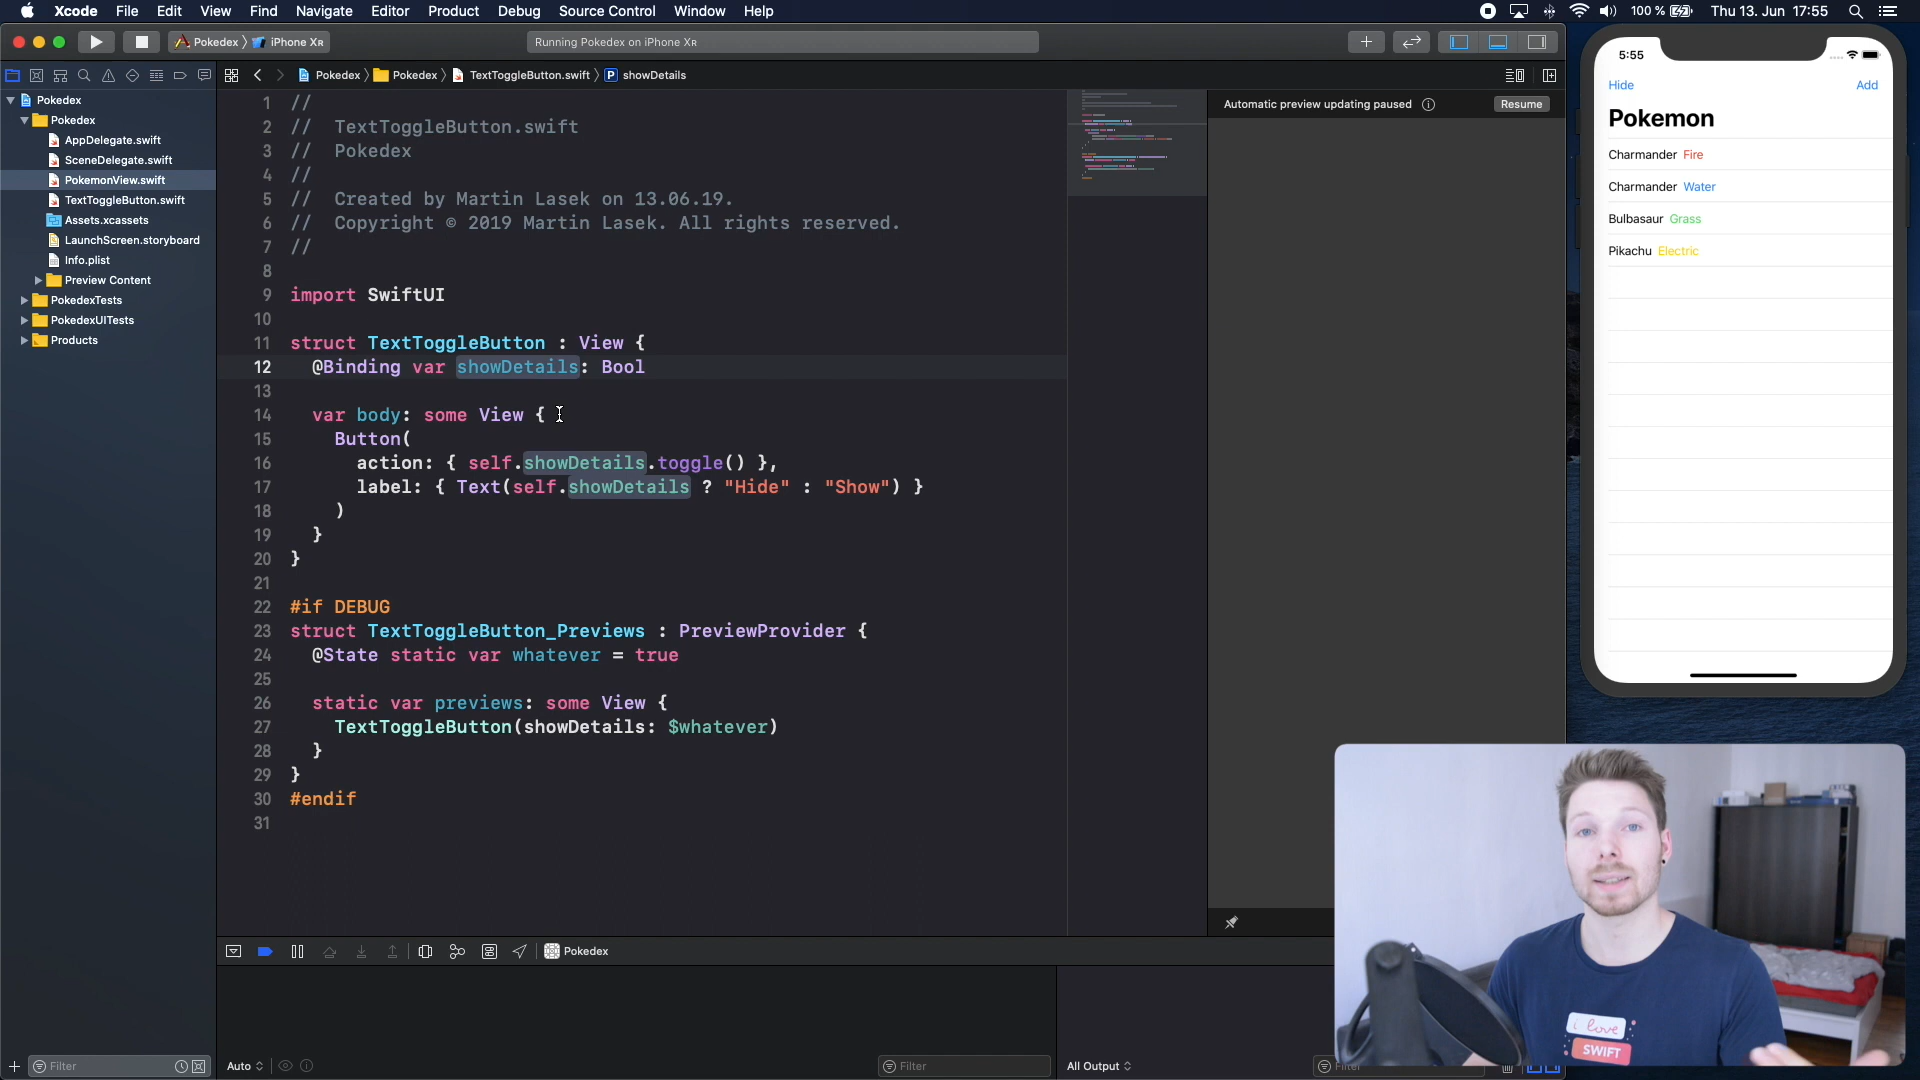 Xcode File Edit View Find Navigate Editor Product Debug Source Control Window Help 100 % Thu 13. Jun 17:55
Pokedex iPhone XR
Running Pokedex on iPhone XR
Pokedex Pokedex TextToggleButton.swift P showDetails
Pokedex
Pokedex
AppDelegate.swift
SceneDelegate.swift
PokemonView.swift
TextToggleButton.swift
Assets.xcassets
LaunchScreen.storyboard
Info.plist
Preview Content
PokedexTests
PokedexUITests
Products
Filter
1 //
2 // TextToggleButton.swift
3 // Pokedex
4 //
5 // Created by Martin Lasek on 13.06.19.
6 // Copyright © 2019 Martin Lasek. All rights reserved.
7 //
8
9 import SwiftUI
10
11 struct TextToggleButton : View {
12 @Binding var showDetails: Bool
13
14 var body: some View {
15 Button(
16 action: { self.showDetails.toggle() },
17 label: { Text(self.showDetails ? "Hide" : "Show") }
18 )
19 }
20 }
21
22 #if DEBUG
23 struct TextToggleButton_Previews : PreviewProvider {
24 @State static var whatever = true
25
26 static var previews: some View {
27 TextToggleButton(showDetails: $whatever)
28 }
29 }
30 #endif
31
Automatic preview updating paused Resume
Pokedex
Auto
Filter
All Output
Filter
5:55
Hide Add
Pokemon
Charmander Fire
Charmander Water
Bulbasaur Grass
Pikachu Electric
i love
SWIFT